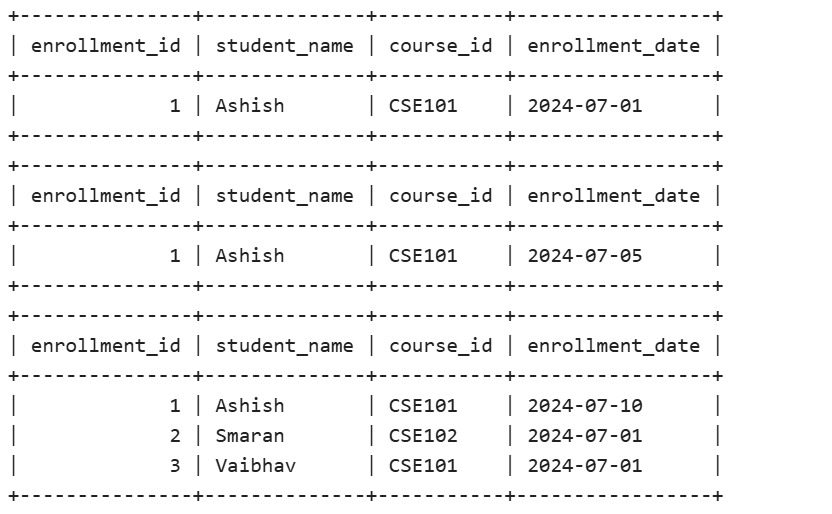 +---------------+--------------+-----------+-----------------+
| enrollment_id | student_name | course_id | enrollment_date |
+---------------+--------------+-----------+-----------------+
|             1 | Ashish       | CSE101    | 2024-07-01      |
+---------------+--------------+-----------+-----------------+
+---------------+--------------+-----------+-----------------+
| enrollment_id | student_name | course_id | enrollment_date |
+---------------+--------------+-----------+-----------------+
|             1 | Ashish       | CSE101    | 2024-07-05      |
+---------------+--------------+-----------+-----------------+
+---------------+--------------+-----------+-----------------+
| enrollment_id | student_name | course_id | enrollment_date |
+---------------+--------------+-----------+-----------------+
|             1 | Ashish       | CSE101    | 2024-07-10      |
|             2 | Smaran       | CSE102    | 2024-07-01      |
|             3 | Vaibhav      | CSE101    | 2024-07-01      |
+---------------+--------------+-----------+-----------------+